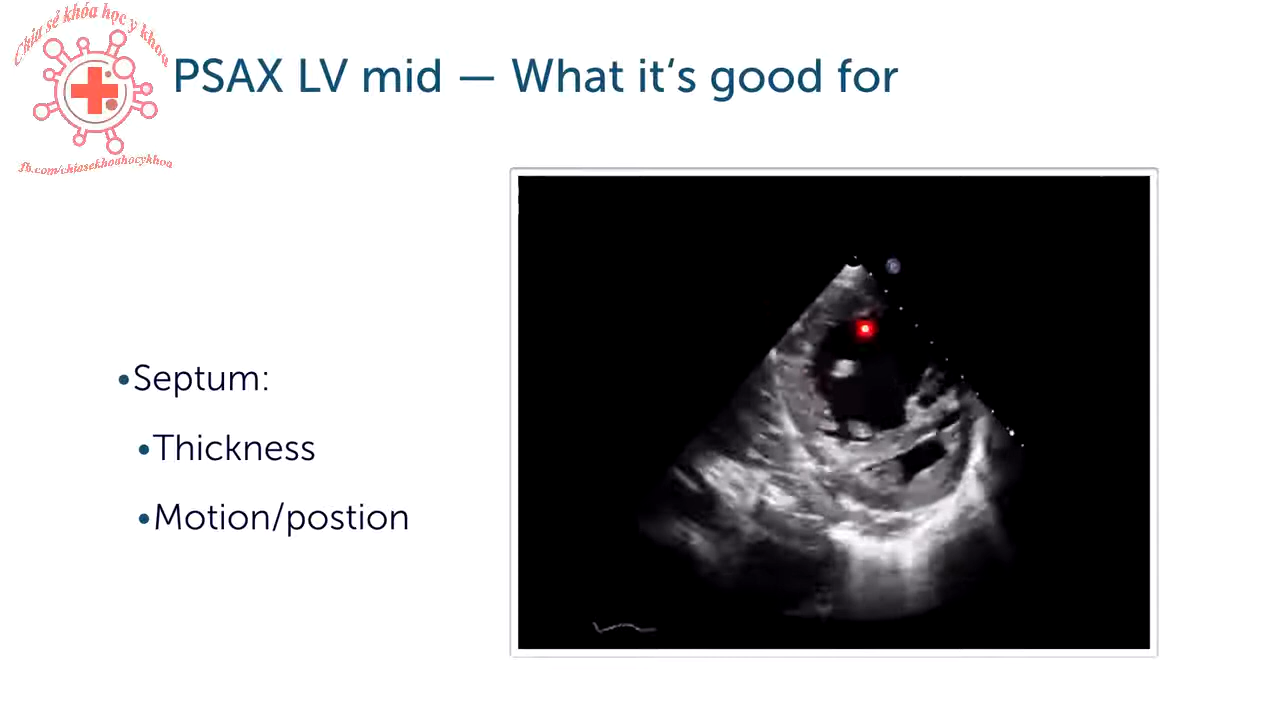 Chia sẻ khóa học y khoa
PSAX LV mid — What it's good for
fb.com/chiasekhoahocykhoa
•Septum:
•Thickness
•Motion/postion